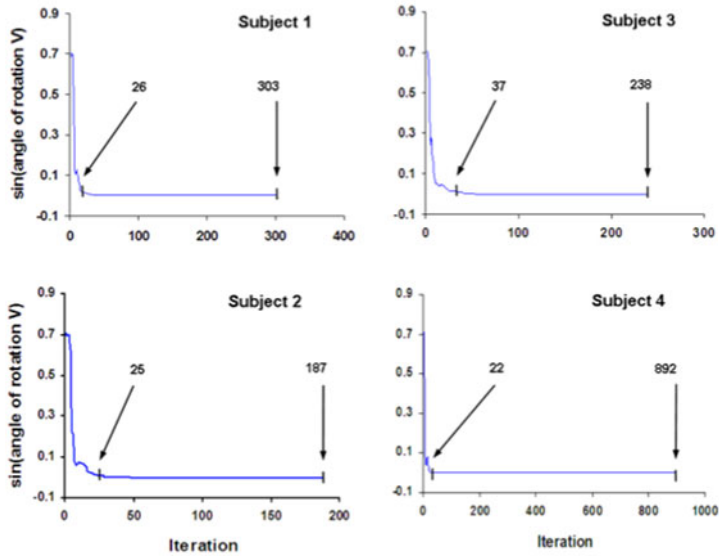 Subject 1
sin(angle of rotation V)
0.9
0.7
0.5
0.3
0.1
-0.1
26
303
0 100 200 300 400
Subject 3
0.9
0.7
0.5
0.3
0.1
-0.1
37
238
0 100 200 300
Subject 2
sin(angle of rotation V)
0.9
0.7
0.5
0.3
0.1
-0.1
25
187
0 50 100 150 200
Iteration
Subject 4
0.9
0.7
0.5
0.3
0.1
-0.1
22
892
0 200 400 600 800 1000
Iteration